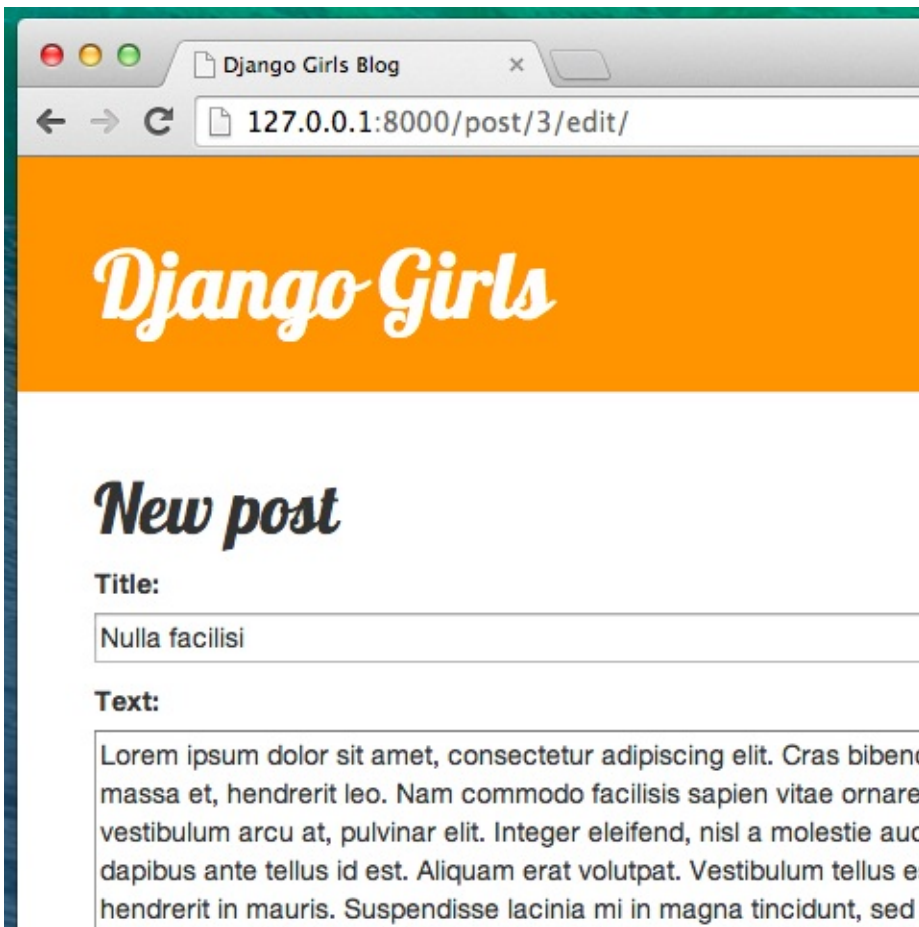 Django Girls Blog
127.0.0.1:8000/post/3/edit/
Django Girls
New post
Title:
Nulla facilisi
Text:
Lorem ipsum dolor sit amet, consectetur adipiscing elit. Cras
massa et, hendrerit leo. Nam commodo facilisis sapien vitae ornare
vestibulum arcu at, pulvinar elit. Integer eleifend, nisl a molestie
dapibus ante tellus id est. Aliquam erat volutpat. Vestibulum tellus
hendrerit in mauris. Suspendisse lacinia mi in magna tincidunt, sed